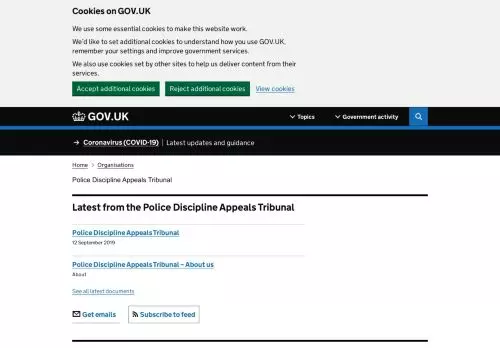 Cookies on GOV.UK
We use some essential cookies to make this website work.
We'd like to set additional cookies to understand how you use GOV.UK,
remember your settings and improve government services.
We also use cookies set by other sites to help us deliver content from their
services.
Accept additional cookies Reject additional cookies View cookies
GOV.UK Topics Government activity
→ Coronavirus (COVID-19) | Latest updates and guidance
Home > Organisations
Police Discipline Appeals Tribunal
Latest from the Police Discipline Appeals Tribunal
Police Discipline Appeals Tribunal
12 September 2019
Police Discipline Appeals Tribunal – About us
About
See all latest documents
Get emails Subscribe to feed